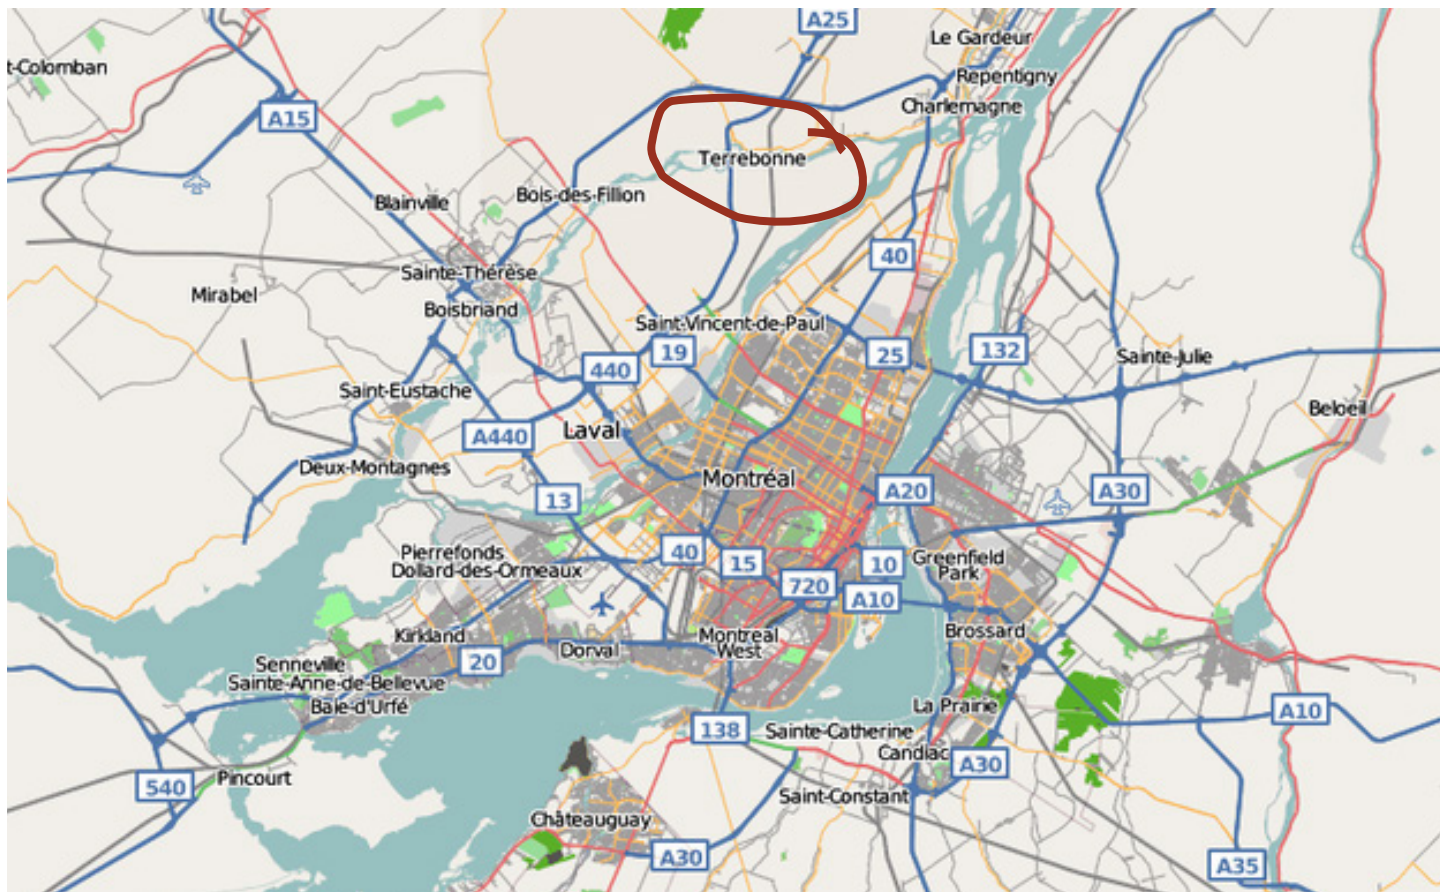 A25
Le Gardeur
t-Colomban
Repentigny
Charlemagne
A15
Terrebonne
Bois-des-Fillion
Blainville
40
Sainte-Thérèse
Mirabel
Boisbriand
Saint-Vincent-de-Paul
19
25
132
Sainte-Julie
440
Saint-Eustache
Beloeil
Laval
A440
Deux-Montagnes
Montréal
A20
A30
13
40
15
10
Pierrefonds
Dollard-des-Ormeaux
Greenfield
Park
720
A10
Kirkland
Montreal
West
Brossard
Dorval
20
Senneville
Sainte-Anne-de-Bellevue
Baie-d'Urfé
La Prairie
A10
138
Sainte-Catherine
Candiac
A30
Pincourt
540
Saint-Constant
Châteauguay
A30
A35